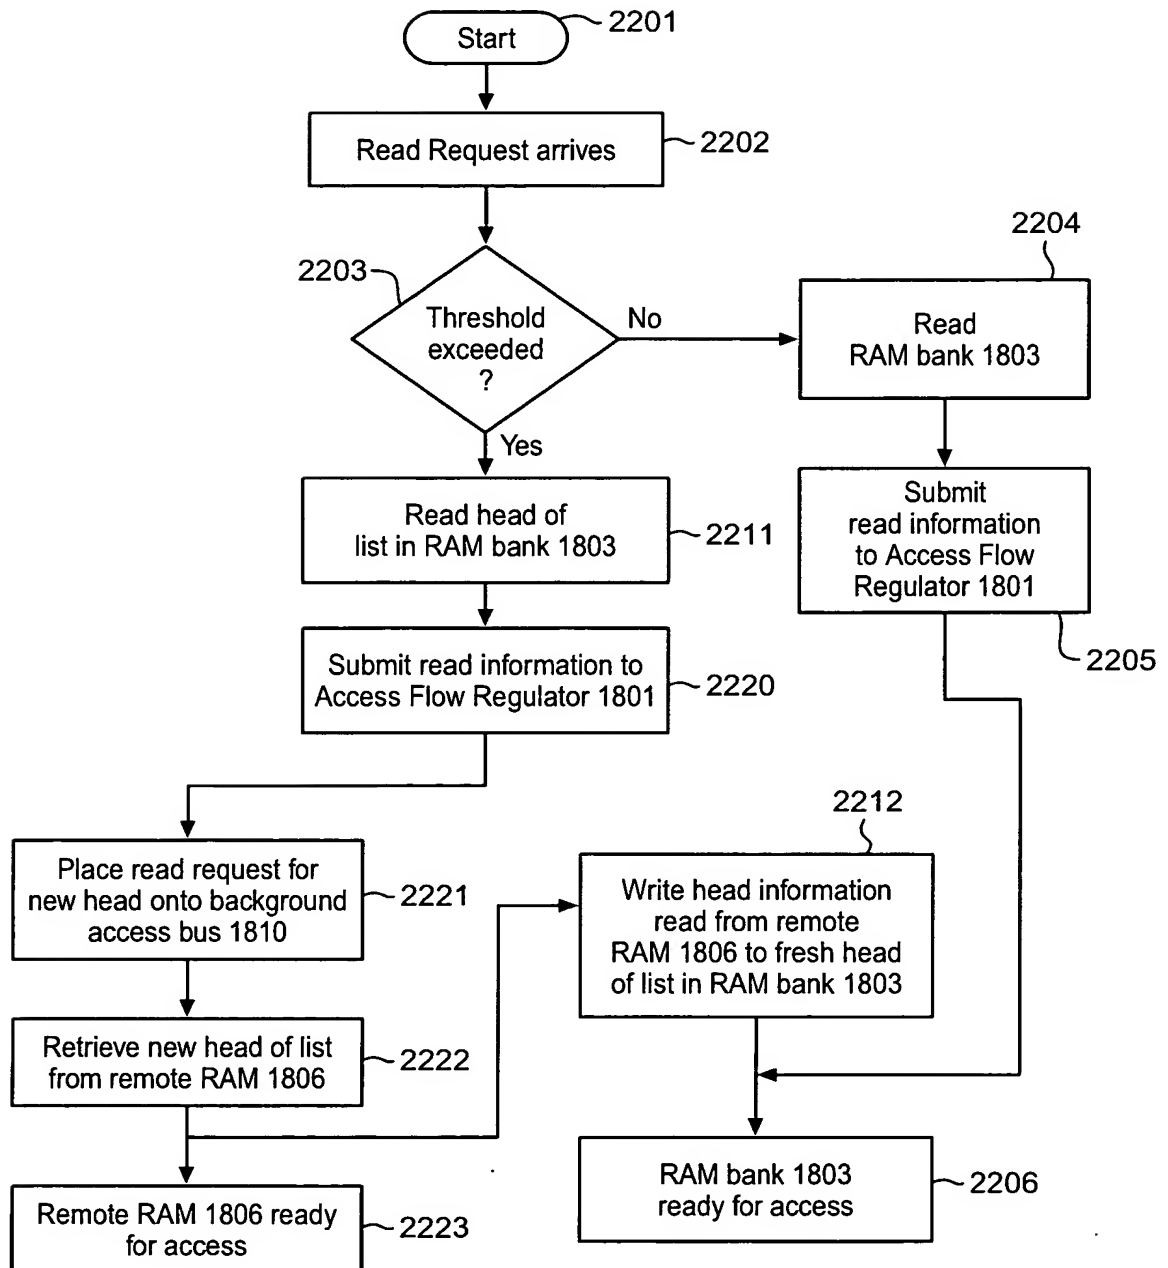 Start
2201
Read Request arrives
2202
2203
Threshold
exceeded
?
No
Yes
2204
Read
RAM bank 1803
Submit
read information
to Access Flow
Regulator 1801
2205
Read head of
list in RAM bank 1803
2211
Submit read information to
Access Flow Regulator 1801
2220
Place read request for
new head onto background
access bus 1810
2221
2212
Write head information
read from remote
RAM 1806 to fresh head
of list in RAM bank 1803
Retrieve new head of list
from remote RAM 1806
2222
Remote RAM 1806 ready
for access
2223
RAM bank 1803
ready for access
2206